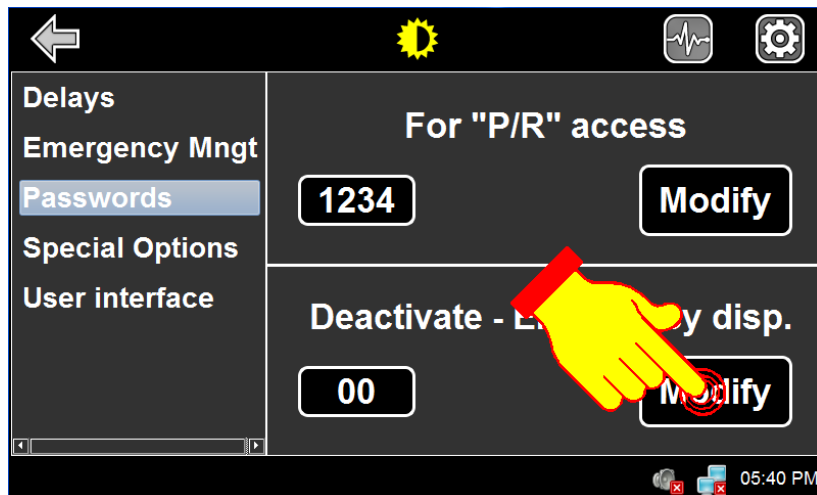 Delays
Emergency Mngt
Passwords
Special Options
User interface
For "P/R" access
1234
Modify
Deactivate - y disp.
00
Modify
05:40 PM